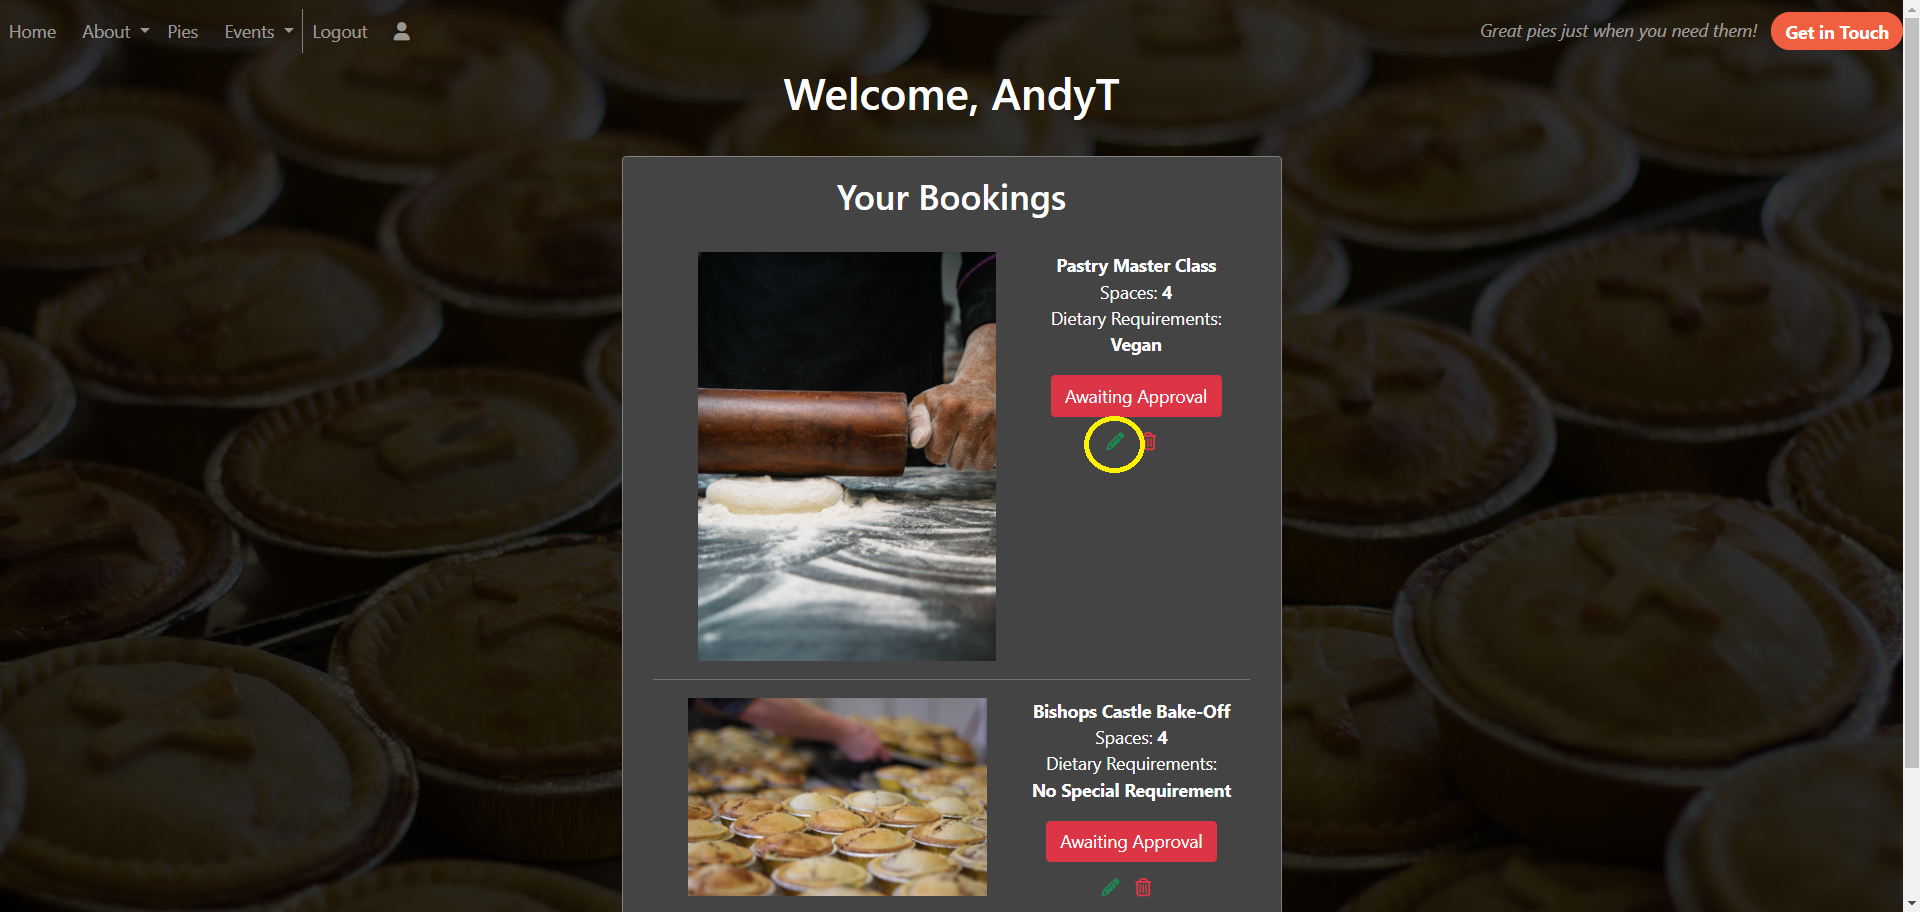 Home About Pies Events Logout Great pies just when you need them! Get in Touch
Welcome, AndyT
Your Bookings
Pastry Master Class
Spaces: 4
Dietary Requirements:
Vegan
Awaiting Approval
Bishops Castle Bake-Off
Spaces: 4
Dietary Requirements:
No Special Requirement
Awaiting Approval